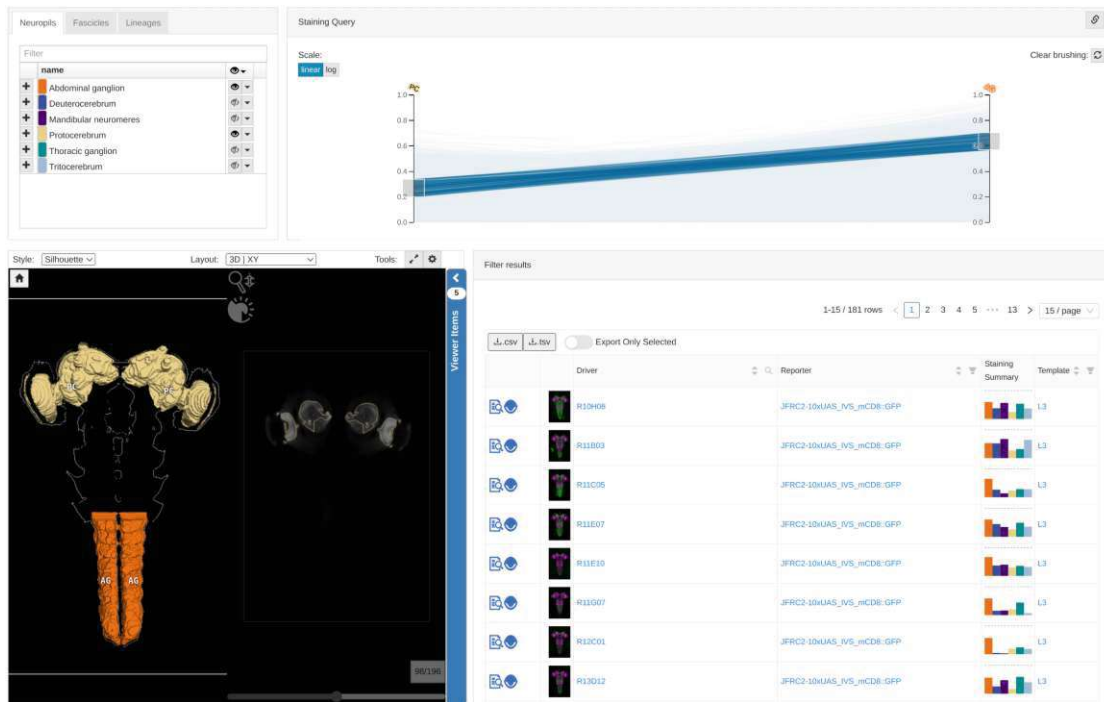 Neuropils Fascicles Lineages
Filter
name
Abdominal ganglion
Deuterocerebrum
Mandibular neuromeres
Protocerebrum
Thoracic ganglion
Tritocerebrum
Staining Query
Scale:
linear log
Clear brushing:
1.0 1.0
0.8 0.8
0.6
0.4 0.4
0.2 0.2
0.0 0.0
Style: Silhouette Layout: 3D | XY Tools:
5
Viewer Items
AG AG
98/196
Filter results
1-15 / 181 rows < 1 2 3 4 5 ••• 13 > 15 / page
.csv .tsv Export Only Selected
Driver Reporter Staining Summary Template
R10H08 JFRC2-10xUAS_IVS_mCD8::GFP L3
R11B03 JFRC2-10xUAS_IVS_mCD8::GFP L3
R11C05 JFRC2-10xUAS_IVS_mCD8::GFP L3
R11E07 JFRC2-10xUAS_IVS_mCD8::GFP L3
R11E10 JFRC2-10xUAS_IVS_mCD8::GFP L3
R11G07 JFRC2-10xUAS_IVS_mCD8::GFP L3
R12C01 JFRC2-10xUAS_IVS_mCD8::GFP L3
R13D12 JFRC2-10xUAS_IVS_mCD8::GFP L3